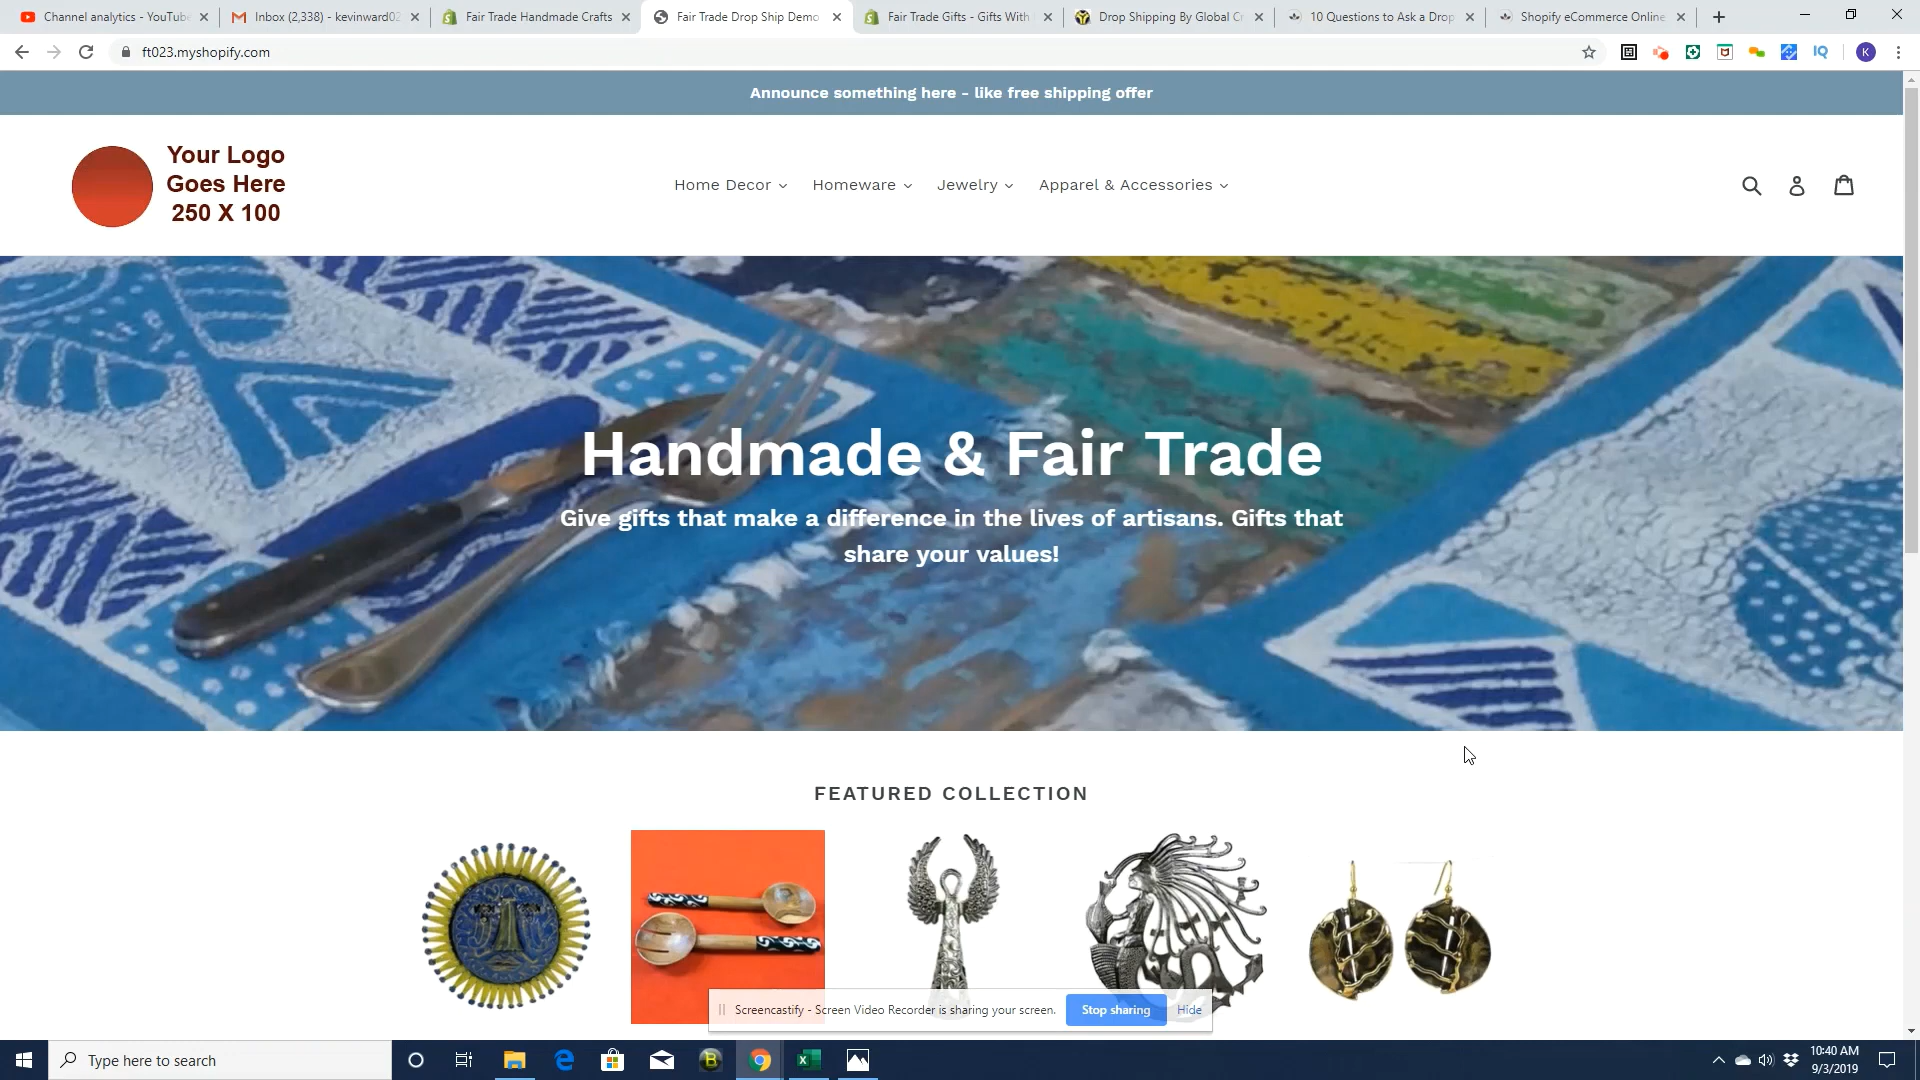 Channel analytics - YouTube
Inbox (2,338) - kevinward02
Fair Trade Handmade Crafts
Fair Trade Drop Ship Demo
Fair Trade Gifts - Gifts With
Drop Shipping By Global Cr
10 Questions to Ask a Drop
Shopify eCommerce Online
ft023.myshopify.com
IQ
K
Announce something here - like free shipping offer
Your Logo
Goes Here
250 X 100
Home Decor
Homeware
Jewelry
Apparel & Accessories
Handmade & Fair Trade
Give gifts that make a difference in the lives of artisans. Gifts that
share your values!
FEATURED COLLECTION
Screencastify - Screen Video Recorder is sharing your screen.
Stop sharing
Hide
Type here to search
10:40 AM
9/3/2019